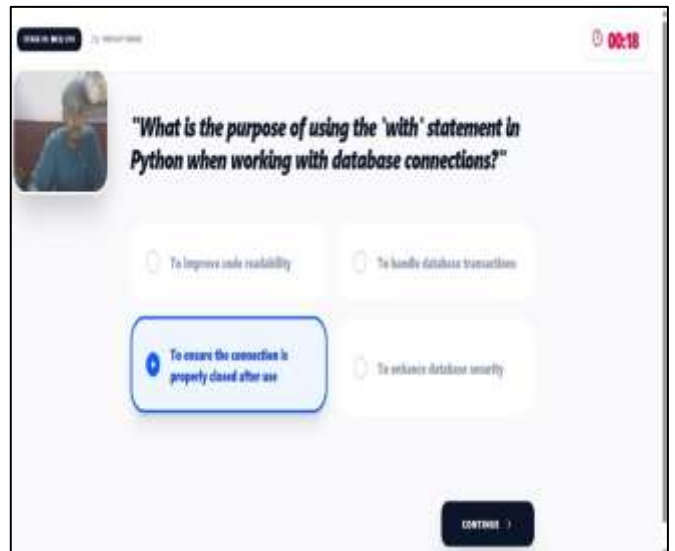 00:18
"What is the purpose of using the `with` statement in
Python when working with database connections?"
To improve code readability
To handle database transactions
To ensure the connection is
properly closed after use
To enhance database security
CONTINUE